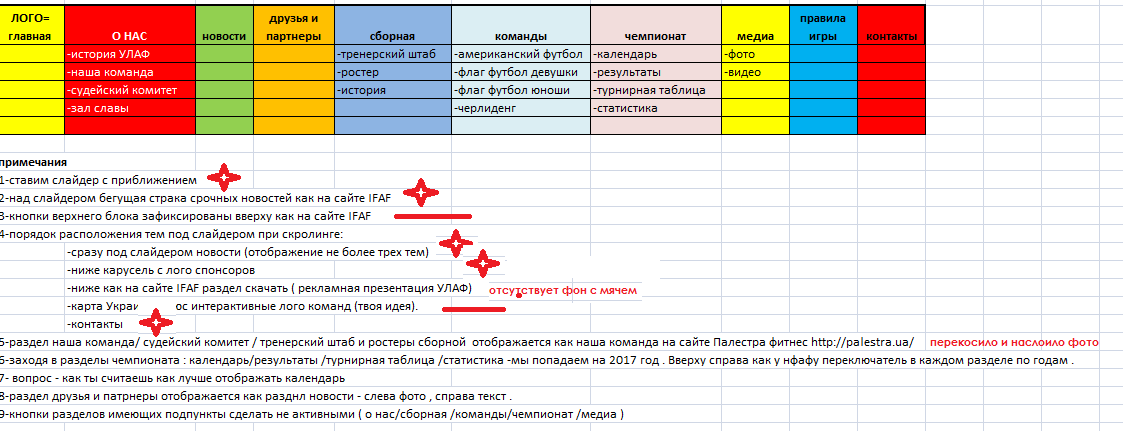 ЛОГО= главная О НАС новости друзья и партнеры сборная команды чемпионат медиа правила игры контакты
-история УЛАФ -тренерский штаб -американский футбол -календарь -фото
-наша команда -ростер -флаг футбол девушки -результаты -видео
-судейский комитет -история -флаг футбол юноши -турнирная таблица
-зал славы -черлиденг -статистика
примечания
1-ставим слайдер с приближением
2-над слайдером бегущая страка срочных новостей как на сайте IFAF
3-кнопки верхнего блока зафиксированы вверху как на сайте IFAF
4-порядок расположения тем под слайдером при скролинге:
-сразу под слайдером новости (отображение не более трех тем)
-ниже карусель с лого спонсоров
-ниже как на сайте IFAF раздел скачать ( рекламная презентация УЛАФ) отсутствует фон с мячем
-карта Украи ос интерактивные лого команд (твоя идея).
-контакты
5-раздел наша команда/ судейский комитет / тренерский штаб и ростеры сборной отображается как наша команда на сайте Палестра фитнес http://palestra.ua/ перекосило и наслоило фото
6-заходя в разделы чемпионата : календарь/результаты /турнирная таблица /статистика -мы попадаем на 2017 год . Вверху справа как у нфафу переключатель в каждом разделе по годам .
7- вопрос - как ты считаешь как лучше отображать календарь
8-раздел друзья и патрнеры отображается как разднл новости - слева фото , справа текст .
9-кнопки разделов имеющих подпункты сделать не активными ( о нас/сборная /команды/чемпионат /медиа )